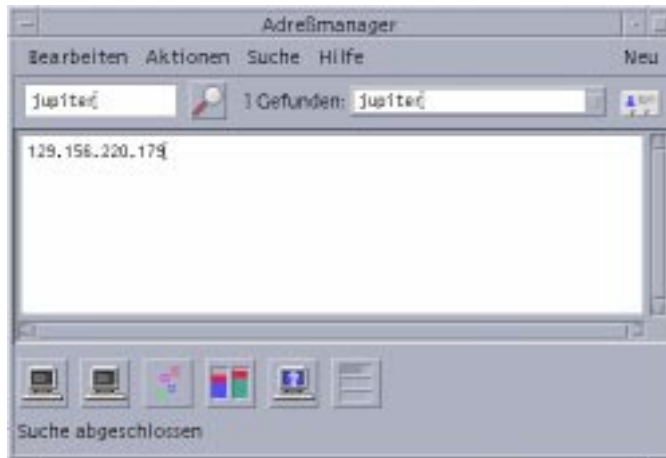 Adreßmanager
Bearbeiten Aktionen Suche Hilfe Neu
jupiter 1 Gefunden: jupiter
129.156.220.179
Suche abgeschlossen